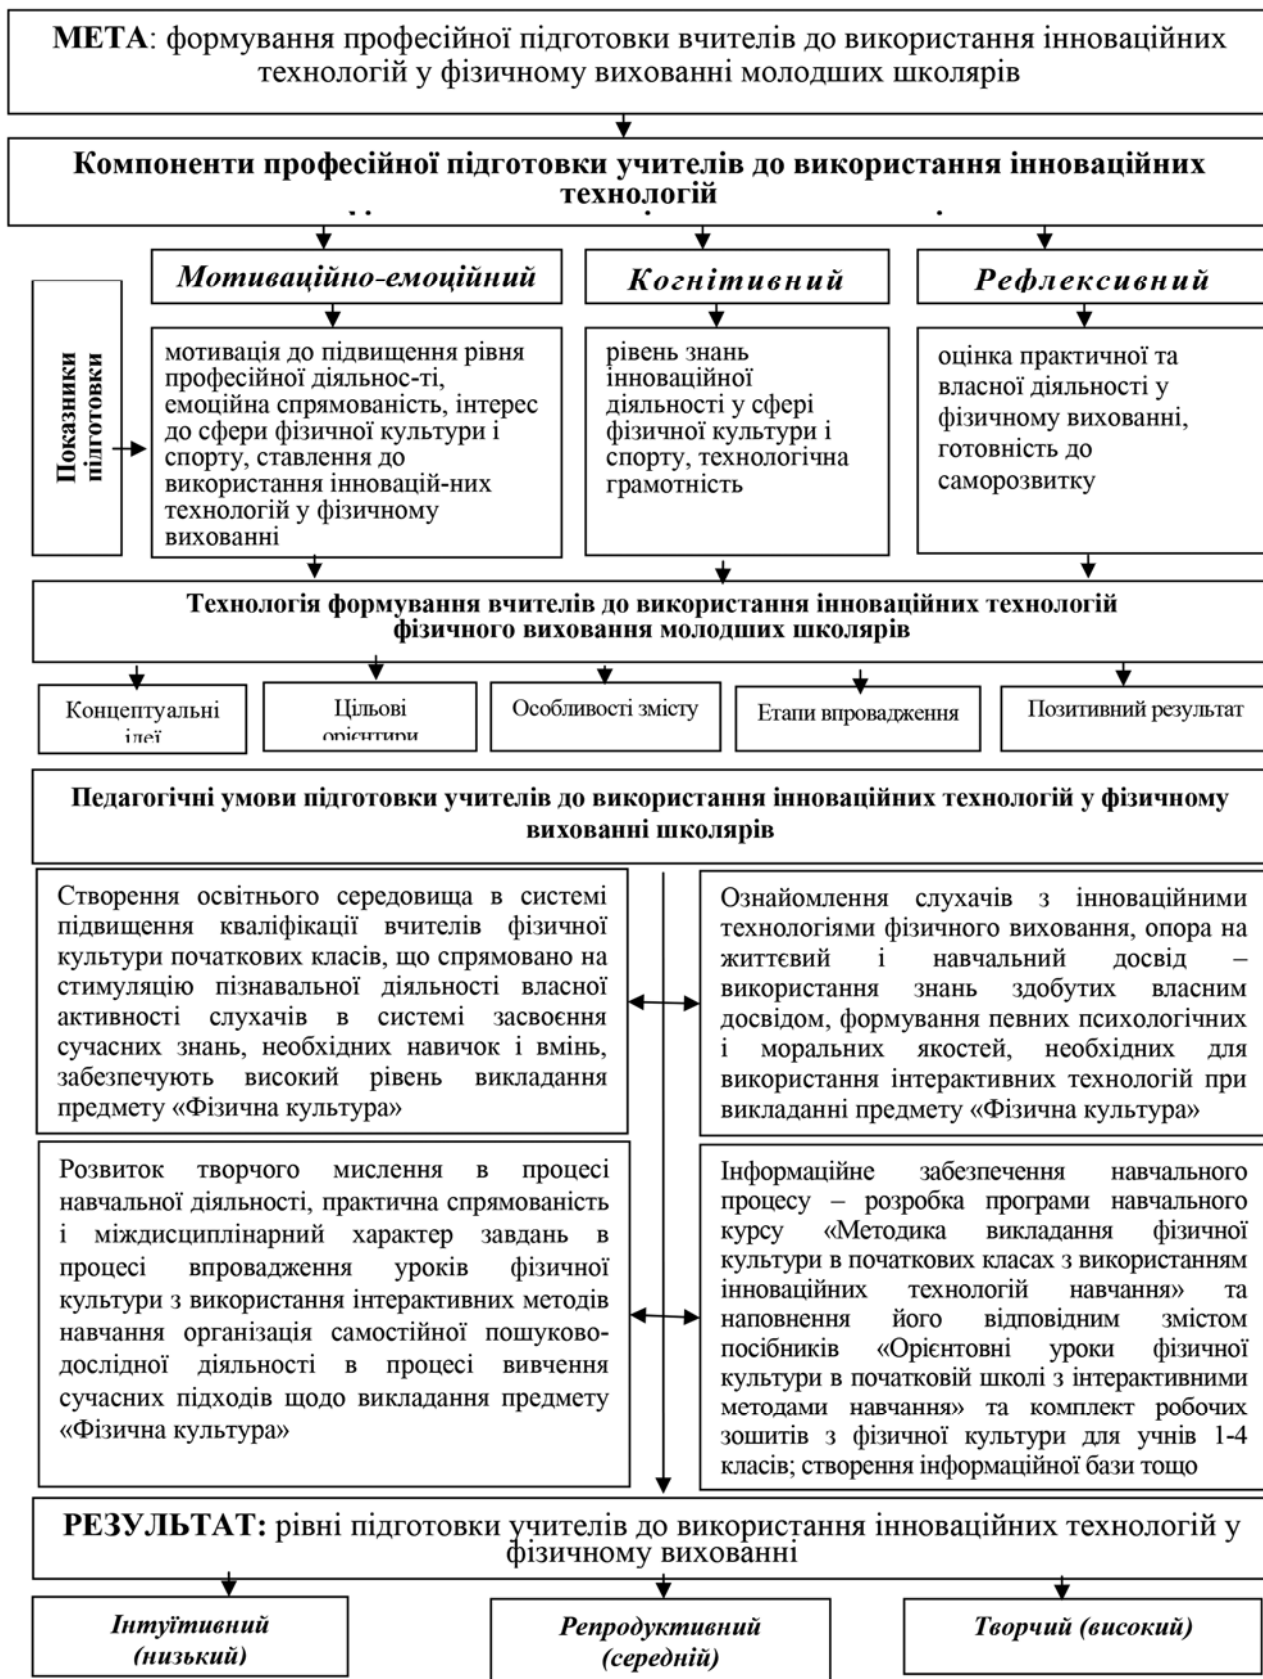 МЕТА: формування професійної підготовки вчителів до використання інноваційних
технологій у фізичному вихованні молодших школярів
Компоненти професійної підготовки учителів до використання інноваційних
технологій
Мотиваційно-емоційний
Когнітивний
Рефлексивний
Показники
підготовки
мотивація до підвищення рівня
професійної діяльнос-ті,
емоційна спрямованість, інтерес
до сфери фізичної культури і
спорту, ставлення до
використання інновацій-них
технологій у фізичному
вихованні
рівень знань
інноваційної
діяльності у сфері
фізичної культури і
спорту, технологічна
грамотність
оцінка практичної та
власної діяльності у
фізичному вихованні,
готовність до
саморозвитку
Технологія формування вчителів до використання інноваційних технологій
фізичного виховання молодших школярів
Концептуальні
ідеї
Цільові
орієнтири
Особливості змісту
Етапи впровадження
Позитивний результат
Педагогічні умови підготовки учителів до використання інноваційних технологій у фізичному
вихованні школярів
Створення освітнього середовища в системі
підвищення кваліфікації вчителів фізичної
культури початкових класів, що спрямовано на
стимуляцію пізнавальної діяльності власної
активності слухачів в системі засвоєння
сучасних знань, необхідних навичок і вмінь,
забезпечують високий рівень викладання
предмету «Фізична культура»
Ознайомлення слухачів з інноваційними
технологіями фізичного виховання, опора на
життєвий і навчальний досвід –
використання знань здобутих власним
досвідом, формування певних психологічних
і моральних якостей, необхідних для
використання інтерактивних технологій при
викладанні предмету «Фізична культура»
Розвиток творчого мислення в процесі
навчальної діяльності, практична спрямованість
і міждисциплінарний характер завдань в
процесі впровадження уроків фізичної
культури з використання інтерактивних методів
навчання організація самостійної пошуково-
дослідної діяльності в процесі вивчення
сучасних підходів щодо викладання предмету
«Фізична культура»
Інформаційне забезпечення навчального
процесу – розробка програми навчального
курсу «Методика викладання фізичної
культури в початкових класах з використанням
інноваційних технологій навчання» та
наповнення його відповідним змістом
посібників «Орієнтовні уроки фізичної
культури в початковій школі з інтерактивними
методами навчання» та комплект робочих
зошитів з фізичної культури для учнів 1-4
класів; створення інформаційної бази тощо
РЕЗУЛЬТАТ: рівні підготовки учителів до використання інноваційних технологій у
фізичному вихованні
Інтуїтивний
(низький)
Репродуктивний
(середній)
Творчий (високий)